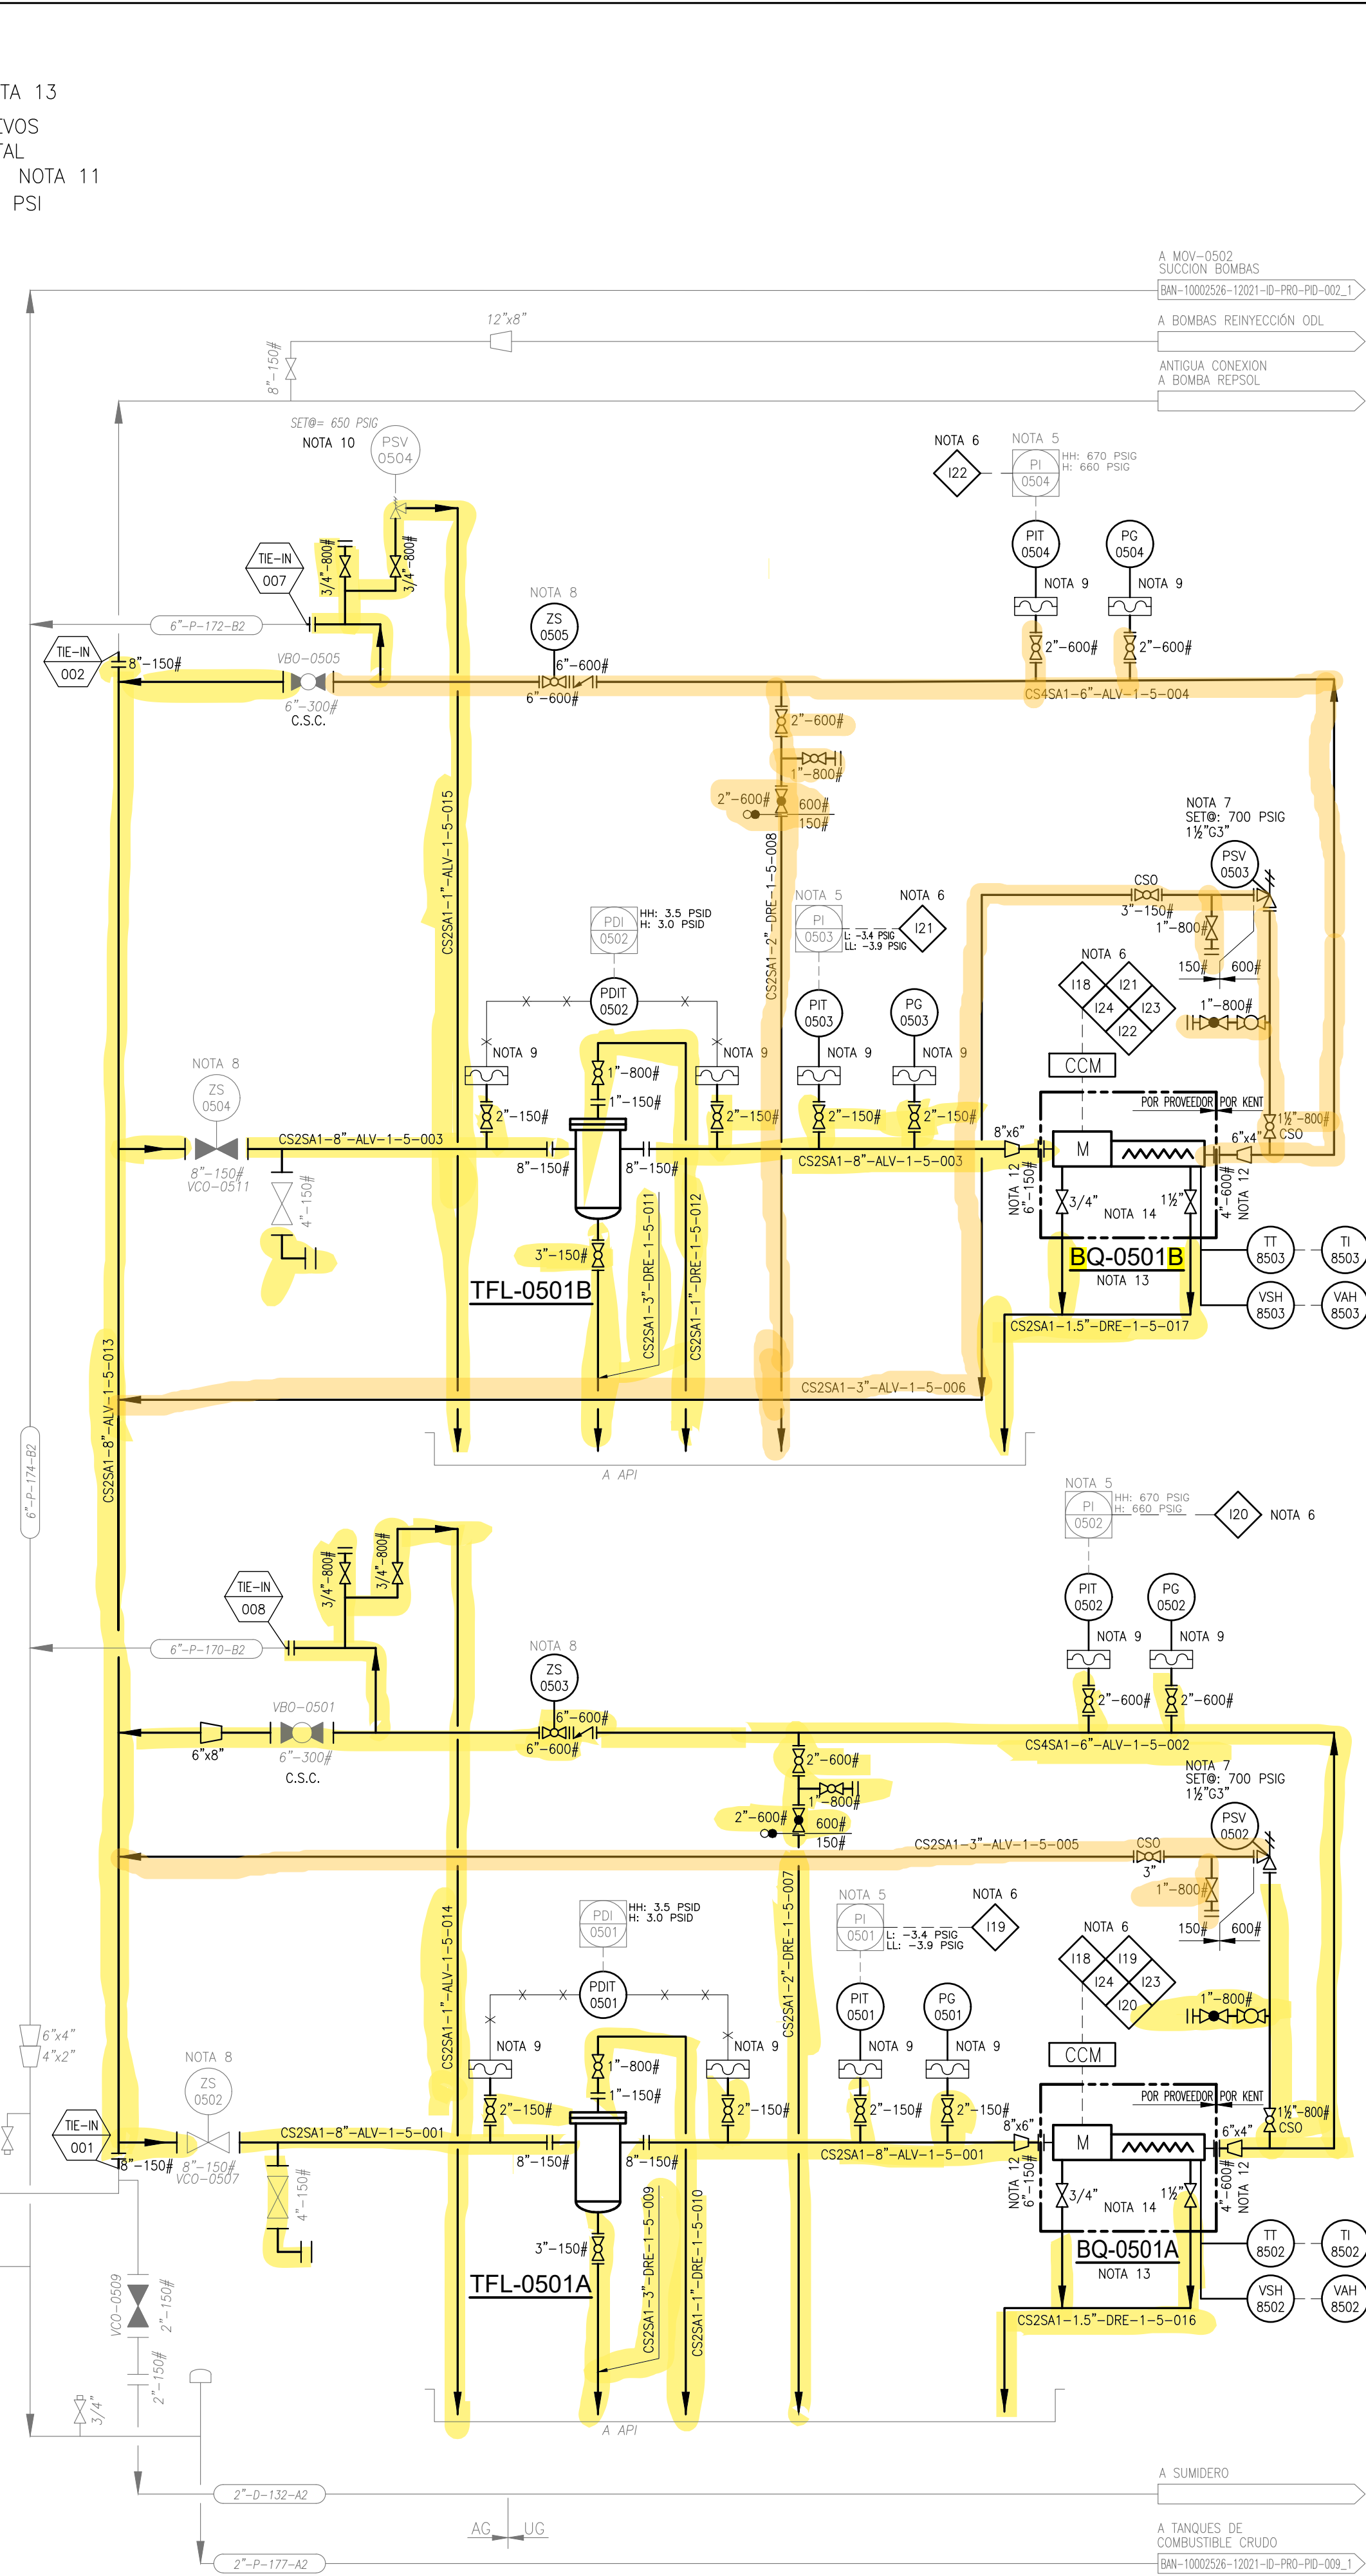 TA 13
EVOS
TAL
NOTA 11
PSI
A MOV-0502
SUCCION BOMBAS
BAN-10002526-12021-ID-PRO-PID-002_1
12"x8"
A BOMBAS REINYECCIÓN ODL
8"-150#
ANTIGUA CONEXION
A BOMBA REPSOL
SET@= 650 PSIG
NOTA 10
PSV
0504
NOTA 6
I22
NOTA 5
PI
0504
HH: 670 PSIG
H: 660 PSIG
PIT
0504
PG
0504
NOTA 9
NOTA 9
TIE-IN
007
3/4"-800#
3/4"-800#
NOTA 8
ZS
0505
6"-P-172-B2
2"-600#
2"-600#
TIE-IN
002
8"-150#
VBO-0505
6"-300#
C.S.C.
6"-600#
6"-600#
CS4SA1-6"-ALV-1-5-004
2"-600#
1"-800#
2"-600#
600#
150#
CS2SA1-1"-ALV-1-5-015
CS2SA1-2"-DRE-1-5-008
NOTA 7
SET@: 700 PSIG
1½"G3"
PSV
0503
CSO
3"-150#
1"-800#
150#
600#
PDI
0502
HH: 3.5 PSID
H: 3.0 PSID
NOTA 5
PI
0503
L: -3.4 PSIG
LL: -3.9 PSIG
NOTA 6
I21
NOTA 6
I18
I21
I24
I23
I22
1"-800#
PDIT
0502
PIT
0503
PG
0503
NOTA 9
NOTA 9
NOTA 9
NOTA 9
CCM
NOTA 8
ZS
0504
1"-800#
1"-150#
2"-150#
2"-150#
2"-150#
2"-150#
POR PROVEEDOR
POR KENT
1½"-800#
CSO
CS2SA1-8"-ALV-1-5-003
8"-150#
8"-150#
CS2SA1-8"-ALV-1-5-003
8"x6"
M
6"x4"
8"-150#
VCO-0511
4"-150#
NOTA 12
6"-150#
3/4"
1½"
NOTA 14
4"-600#
NOTA 12
3"-150#
TFL-0501B
CS2SA1-3"-DRE-1-5-011
CS2SA1-1"-DRE-1-5-012
BQ-0501B
NOTA 13
TT
8503
TI
8503
VSH
8503
VAH
8503
CS2SA1-1.5"-DRE-1-5-017
CS2SA1-8"-ALV-1-5-013
CS2SA1-3"-ALV-1-5-006
6"-P-174-B2
A API
NOTA 5
PI
0502
HH: 670 PSIG
H: 660 PSIG
I20
NOTA 6
TIE-IN
008
3/4"-800#
3/4"-800#
PIT
0502
PG
0502
NOTA 9
NOTA 9
6"-P-170-B2
NOTA 8
ZS
0503
2"-600#
2"-600#
VBO-0501
6"x8"
6"-300#
C.S.C.
6"-600#
6"-600#
CS4SA1-6"-ALV-1-5-002
2"-600#
1"-800#
2"-600#
600#
150#
NOTA 7
SET@: 700 PSIG
1½"G3"
PSV
0502
CS2SA1-3"-ALV-1-5-005
CSO
3"
1"-800#
150#
600#
CS2SA1-1"-ALV-1-5-014
CS2SA1-2"-DRE-1-5-007
PDI
0501
HH: 3.5 PSID
H: 3.0 PSID
NOTA 5
PI
0501
L: -3.4 PSIG
LL: -3.9 PSIG
NOTA 6
I19
NOTA 6
I18
I19
I24
I23
I20
1"-800#
PDIT
0501
PIT
0501
PG
0501
6"x4"
4"x2"
NOTA 9
NOTA 9
NOTA 9
NOTA 9
CCM
NOTA 8
ZS
0502
1"-800#
1"-150#
2"-150#
2"-150#
2"-150#
2"-150#
POR PROVEEDOR
POR KENT
1½"-800#
CSO
TIE-IN
001
8"-150#
8"-150#
VCO-0507
CS2SA1-8"-ALV-1-5-001
8"-150#
8"-150#
CS2SA1-8"-ALV-1-5-001
8"x6"
M
6"x4"
4"-150#
NOTA 12
6"-150#
3/4"
1½"
NOTA 14
4"-600#
NOTA 12
3"-150#
TFL-0501A
CS2SA1-3"-DRE-1-5-009
CS2SA1-1"-DRE-1-5-010
BQ-0501A
NOTA 13
TT
8502
TI
8502
VSH
8502
VAH
8502
CS2SA1-1.5"-DRE-1-5-016
VCO-0509
2"-150#
2"-150#
3/4"
A API
2"-D-132-A2
A SUMIDERO
AG
UG
A TANQUES DE
COMBUSTIBLE CRUDO
2"-P-177-A2
BAN-10002526-12021-ID-PRO-PID-009_1